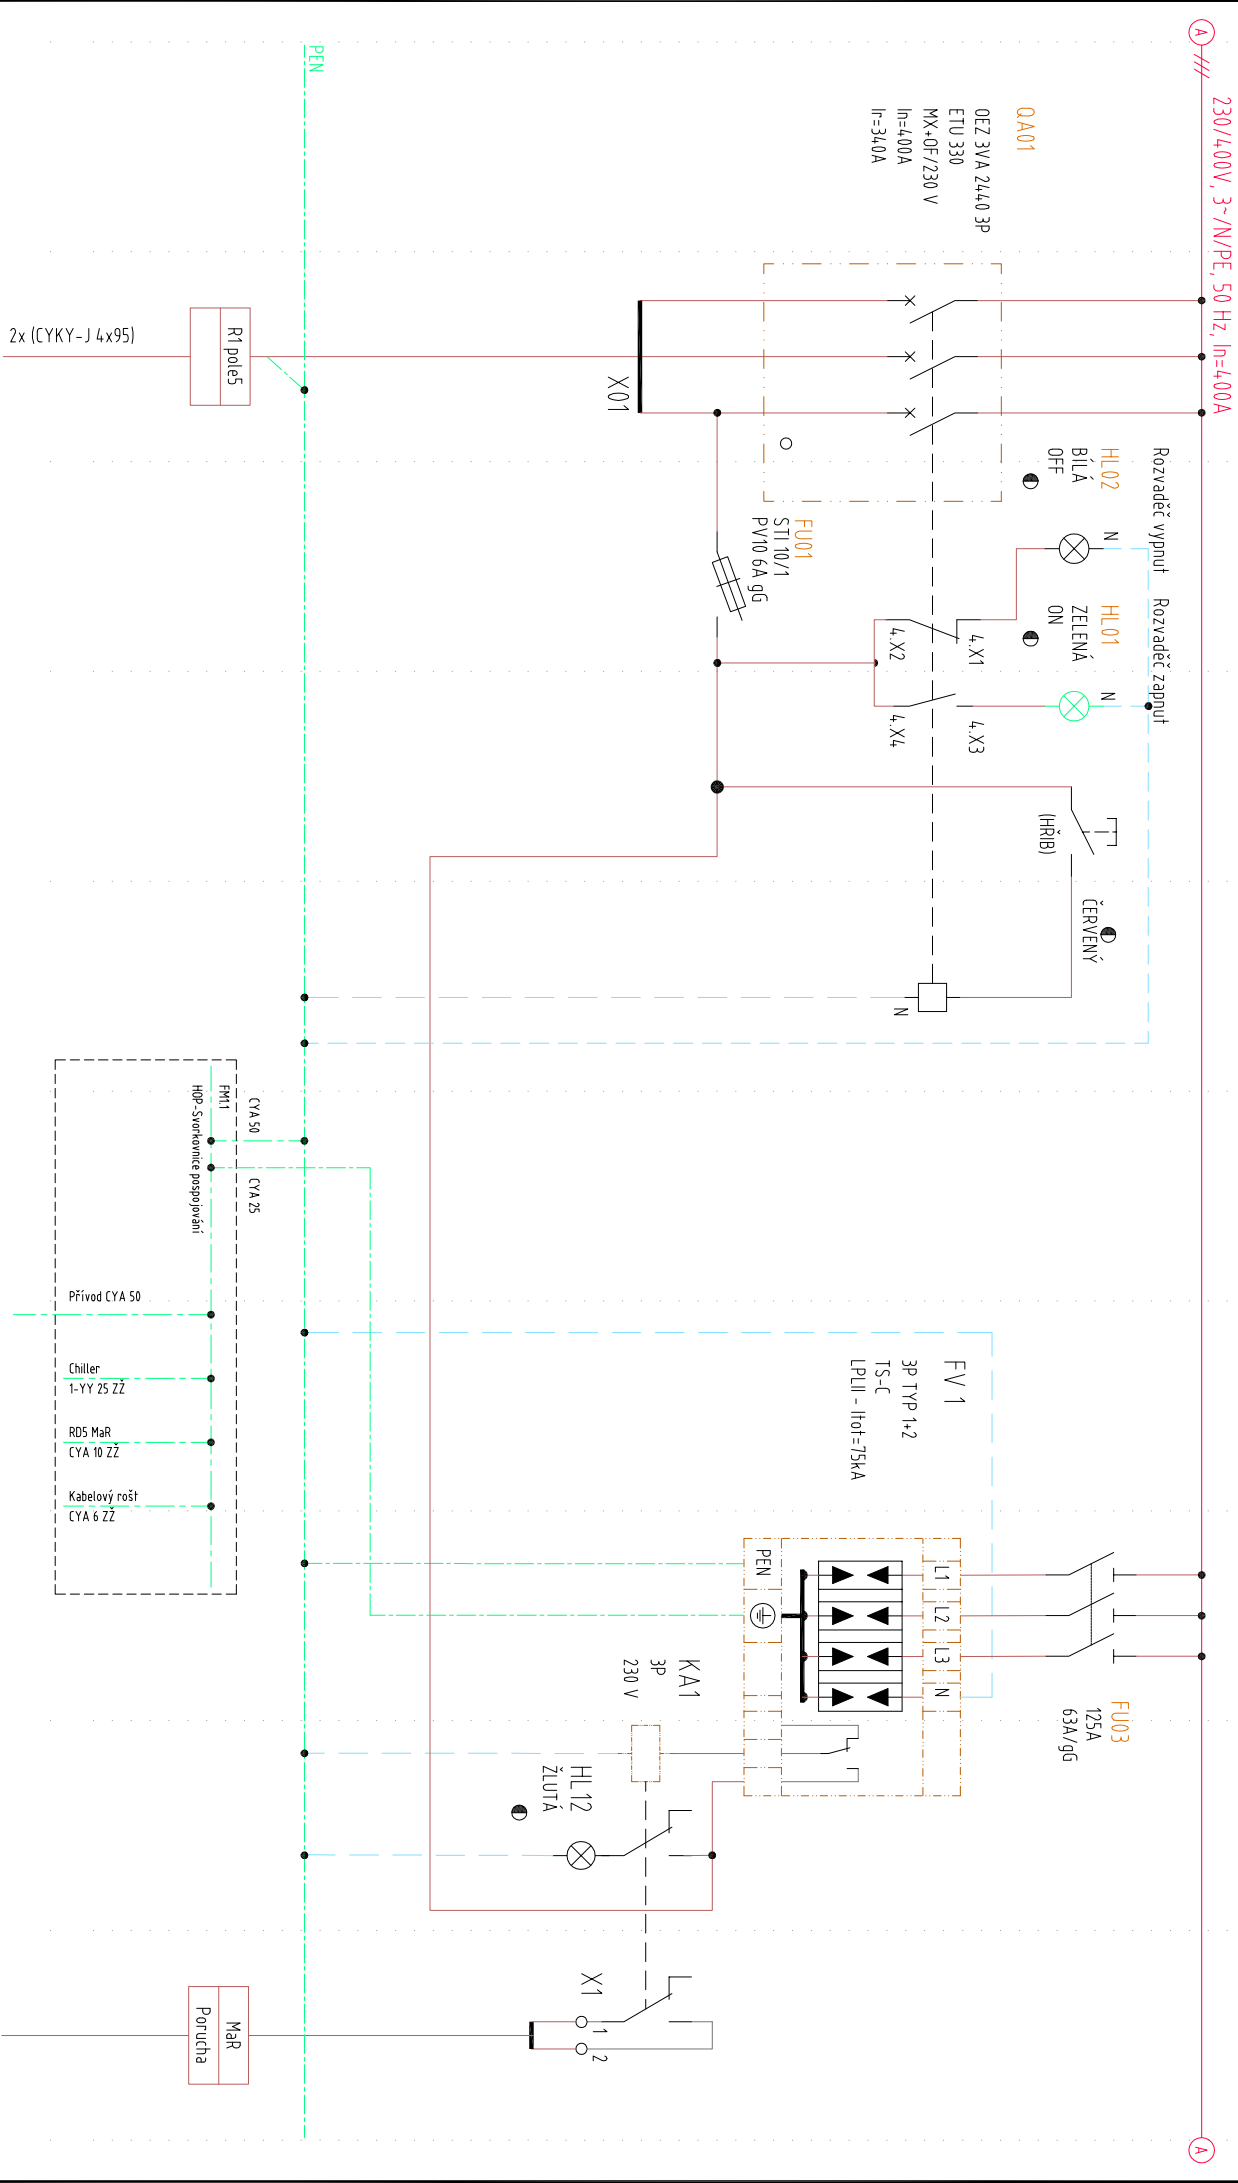 A
230/400V, 3~/N/PE, 50 Hz, In=400A
PEN
QA01
OEZ 3VA 2440 3P
ETU 330
MX+OF/230 V
In=400A
Ir=340A
R1 pole5
2x (CYKY-J 4x95)
X01
Rozvaděč vypnut
HL02
BÍLÁ
OFF
N
FU01
STI 10/1
PV10 6A gG
Rozvaděč zapnut
HL01
ZELENÁ
ON
N
4.X1
4.X2
4.X3
4.X4
(HŘIB)
ČERVENÝ
N
CYA 50
CYA 25
FM1.1
HOP-Svorkovnice pospojování
Přívod CYA 50
Chiller
1-YY 25 ZŽ
RD5 MaR
CYA 10 ZŽ
Kabelový rošt
CYA 6 ZŽ
FV 1
3P TYP 1+2
TS-C
LPLII - Itot=75kA
L1
L2
L3
N
PEN
FU03
125A
63A/gG
KA1
3P
230 V
HL12
ŽLUTÁ
X1
1
2
MaR
Porucha
A